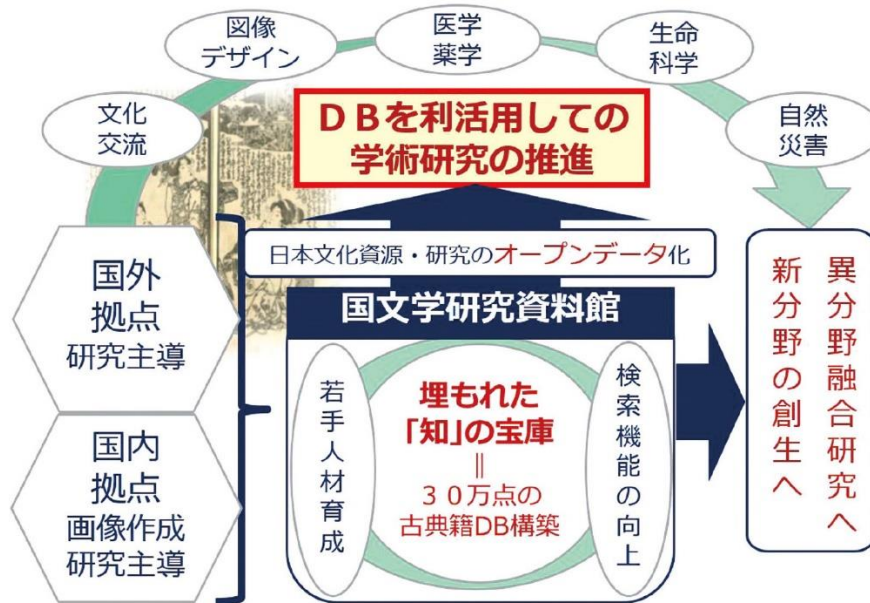 図像
デザイン
医学
薬学
生命
科学
文化
交流
自然
災害
ＤＢを利活用しての
学術研究の推進
日本文化資源・研究のオープンデータ化
国外
拠点
研究主導
国内
拠点
画像作成
研究主導
国文学研究資料館
若手人材育成
埋もれた
「知」の宝庫
＝
３０万点の
古典籍DB構築
検索機能の向上
異分野融合研究へ
新分野の創生へ